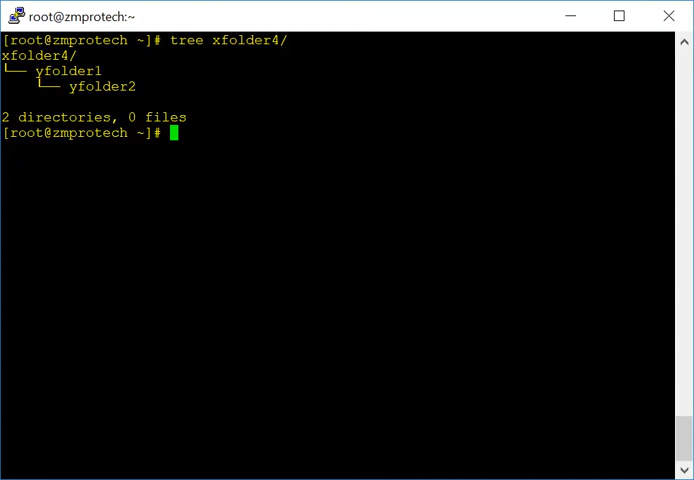 root@zmprotech:~
[root@zmprotech ~]# tree xfolder4/
xfolder4/
└── yfolder1
    └── yfolder2

2 directories, 0 files
[root@zmprotech ~]#